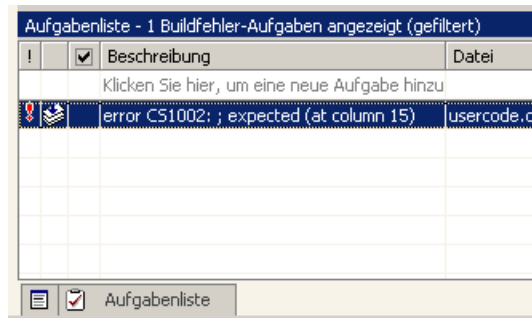 Aufgabenliste - 1 Buildfehler-Aufgaben angezeigt (gefiltert)
! Beschreibung Datei
Klicken Sie hier, um eine neue Aufgabe hinzu
error CS1002: ; expected (at column 15) usercode.c
Aufgabenliste